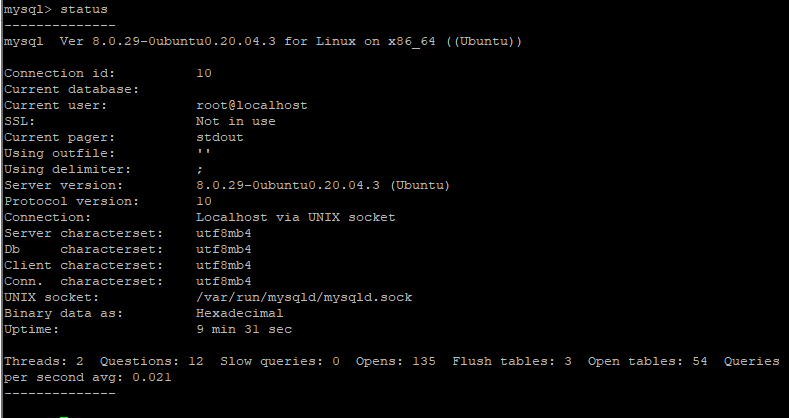 mysql> status
--------------
mysql  Ver 8.0.29-0ubuntu0.20.04.3 for Linux on x86_64 ((Ubuntu))

Connection id:          10
Current database:
Current user:           root@localhost
SSL:                    Not in use
Current pager:          stdout
Using outfile:          ''
Using delimiter:        ;
Server version:         8.0.29-0ubuntu0.20.04.3 (Ubuntu)
Protocol version:       10
Connection:             Localhost via UNIX socket
Server characterset:    utf8mb4
Db     characterset:    utf8mb4
Client characterset:    utf8mb4
Conn.  characterset:    utf8mb4
UNIX socket:            /var/run/mysqld/mysqld.sock
Binary data as:         Hexadecimal
Uptime:                 9 min 31 sec

Threads: 2  Questions: 12  Slow queries: 0  Opens: 135  Flush tables: 3  Open tables: 54  Queries
per second avg: 0.021
--------------